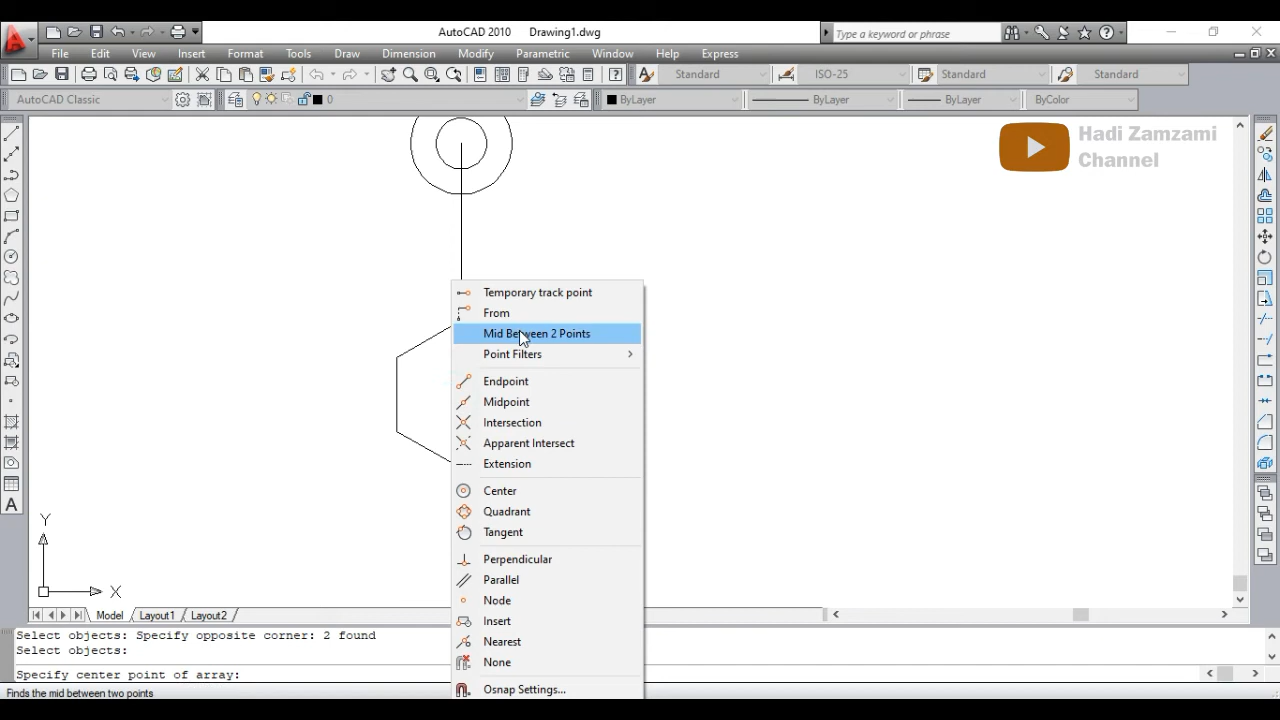 AutoCAD 2010 Drawing1.dwg
Type a keyword or phrase
File Edit View Insert Format Tools Draw Dimension Modify Parametric Window Help Express
Standard ISO-25 Standard Standard
AutoCAD Classic 0 ByLayer ByLayer ByLayer ByColor
Hadi Zamzami
Channel
Temporary track point
From
Mid Between 2 Points
Point Filters
Endpoint
Midpoint
Intersection
Apparent Intersect
Extension
Center
Quadrant
Tangent
Perpendicular
Parallel
Node
Insert
Nearest
None
Osnap Settings...
A
Y
X
Model Layout1 Layout2
Select objects: Specify opposite corner: 2 found
Select objects:
Specify center point of array:
Finds the mid between two points